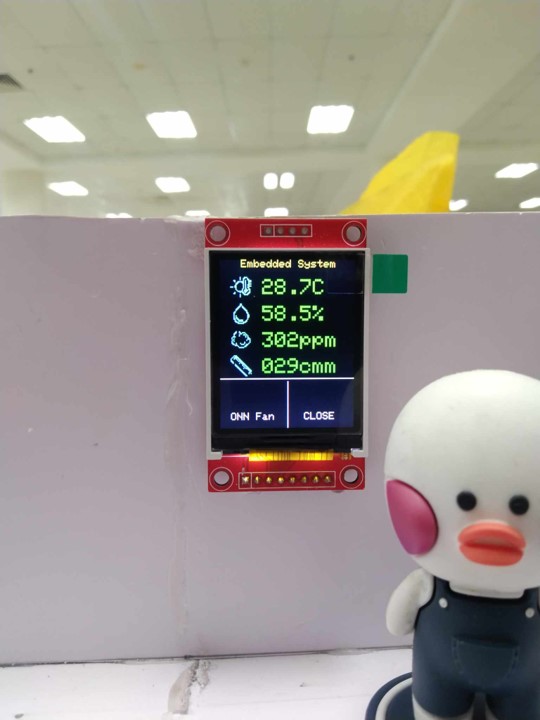 Embedded System
28.7C
58.5%
302ppm
029cmm
ONN Fan CLOSE